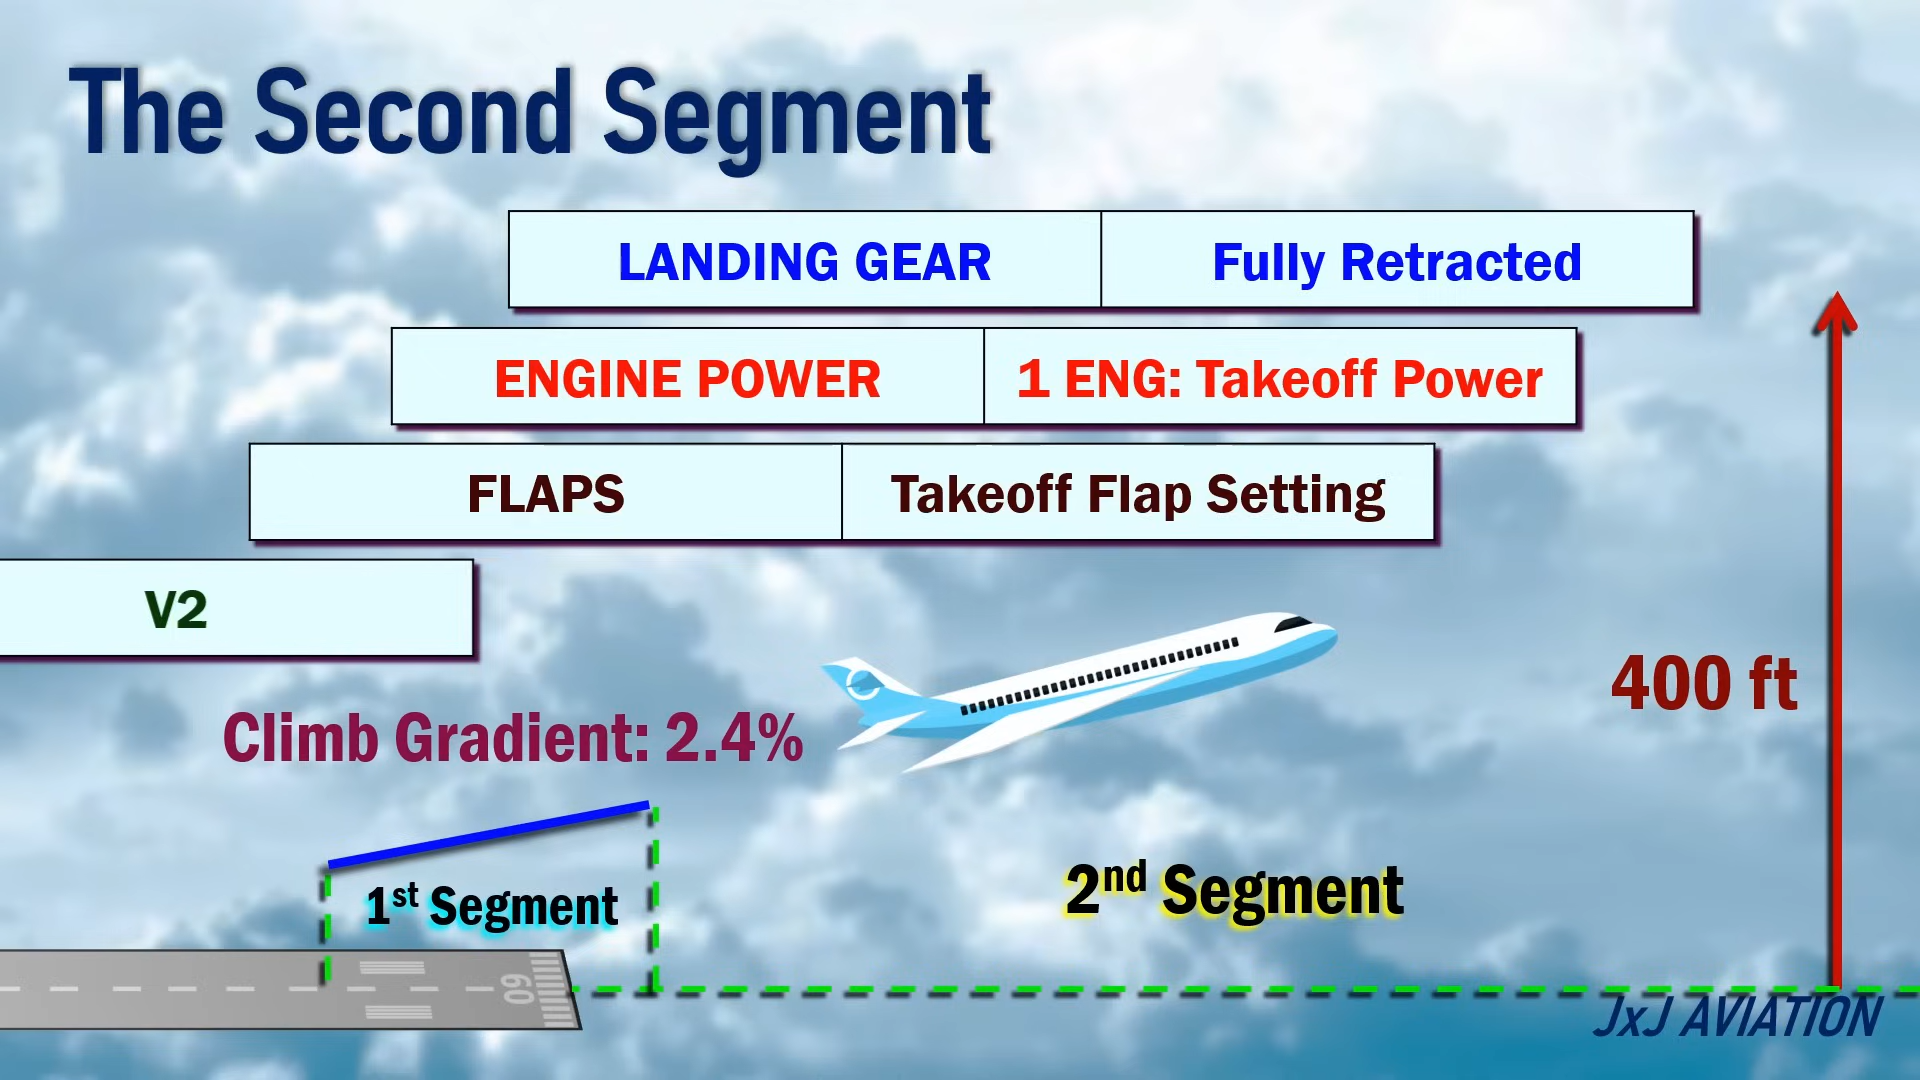 The Second Segment
LANDING GEAR Fully Retracted
ENGINE POWER 1 ENG: Takeoff Power
FLAPS Takeoff Flap Setting
V2
Climb Gradient: 2.4%
400 ft
1st Segment
2nd Segment
09
JxJ AVIATION